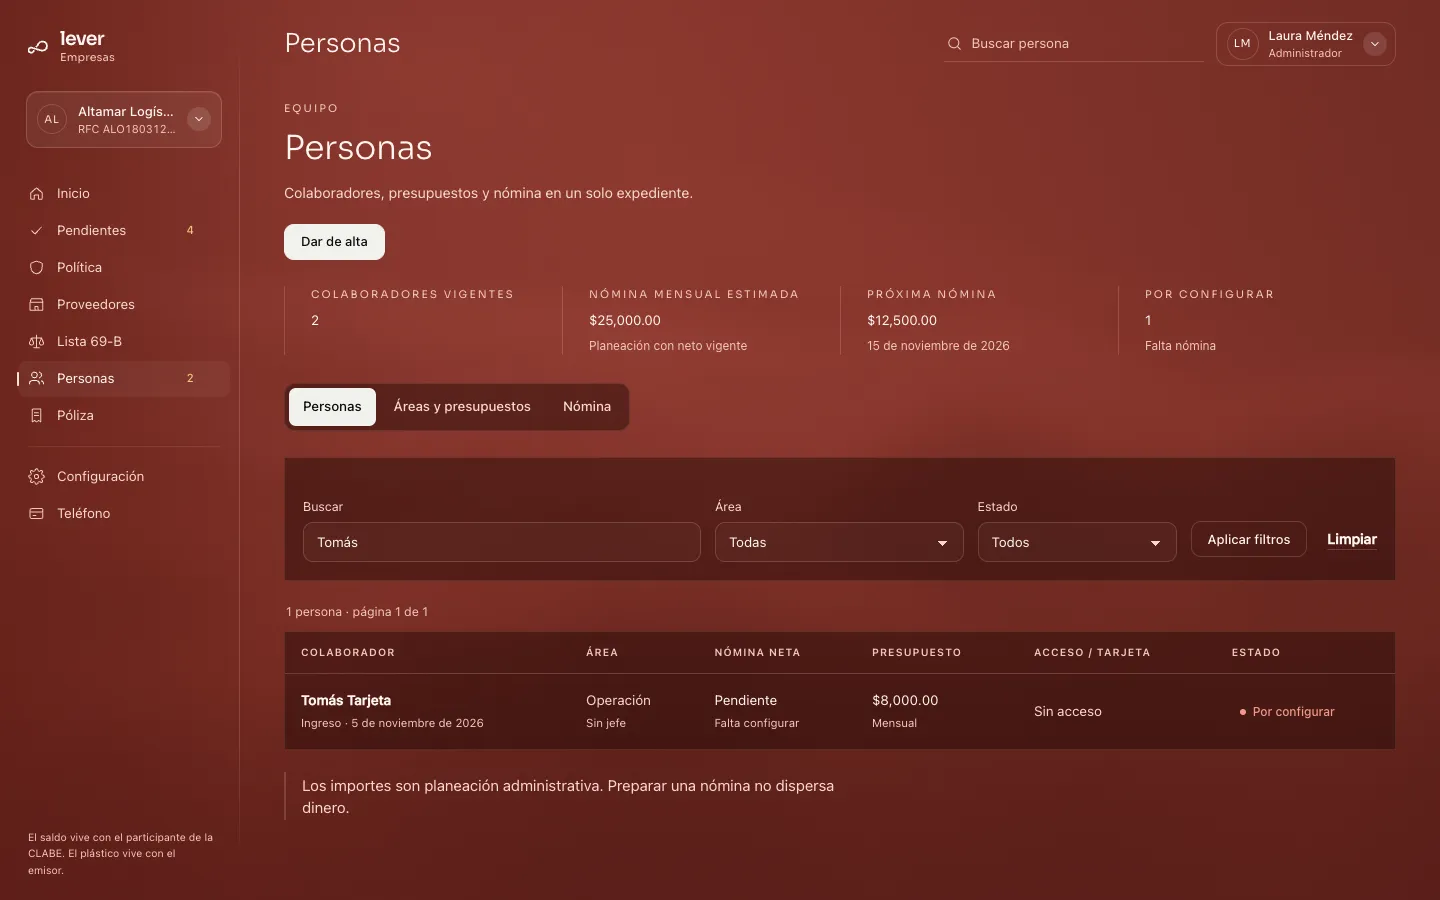 lever
Empresas
AL
Altamar Logís...
RFC ALO180312...
Inicio
Pendientes 4
Política
Proveedores
Lista 69-B
Personas 2
Póliza
Configuración
Teléfono
El saldo vive con el participante de la
CLABE. El plástico vive con el
emisor.
Personas
Buscar persona
LM
Laura Méndez
Administrador
EQUIPO
Personas
Colaboradores, presupuestos y nómina en un solo expediente.
Dar de alta
COLABORADORES VIGENTES
2
NÓMINA MENSUAL ESTIMADA
$25,000.00
Planeación con neto vigente
PRÓXIMA NÓMINA
$12,500.00
15 de noviembre de 2026
POR CONFIGURAR
1
Falta nómina
Personas Áreas y presupuestos Nómina
Buscar
Tomás
Área
Todas
Estado
Todos
Aplicar filtros
Limpiar
1 persona · página 1 de 1
COLABORADOR ÁREA NÓMINA NETA PRESUPUESTO ACCESO / TARJETA ESTADO
Tomás Tarjeta
Ingreso · 5 de noviembre de 2026
Operación
Sin jefe
Pendiente
Falta configurar
$8,000.00
Mensual
Sin acceso
Por configurar
Los importes son planeación administrativa. Preparar una nómina no dispersa
dinero.